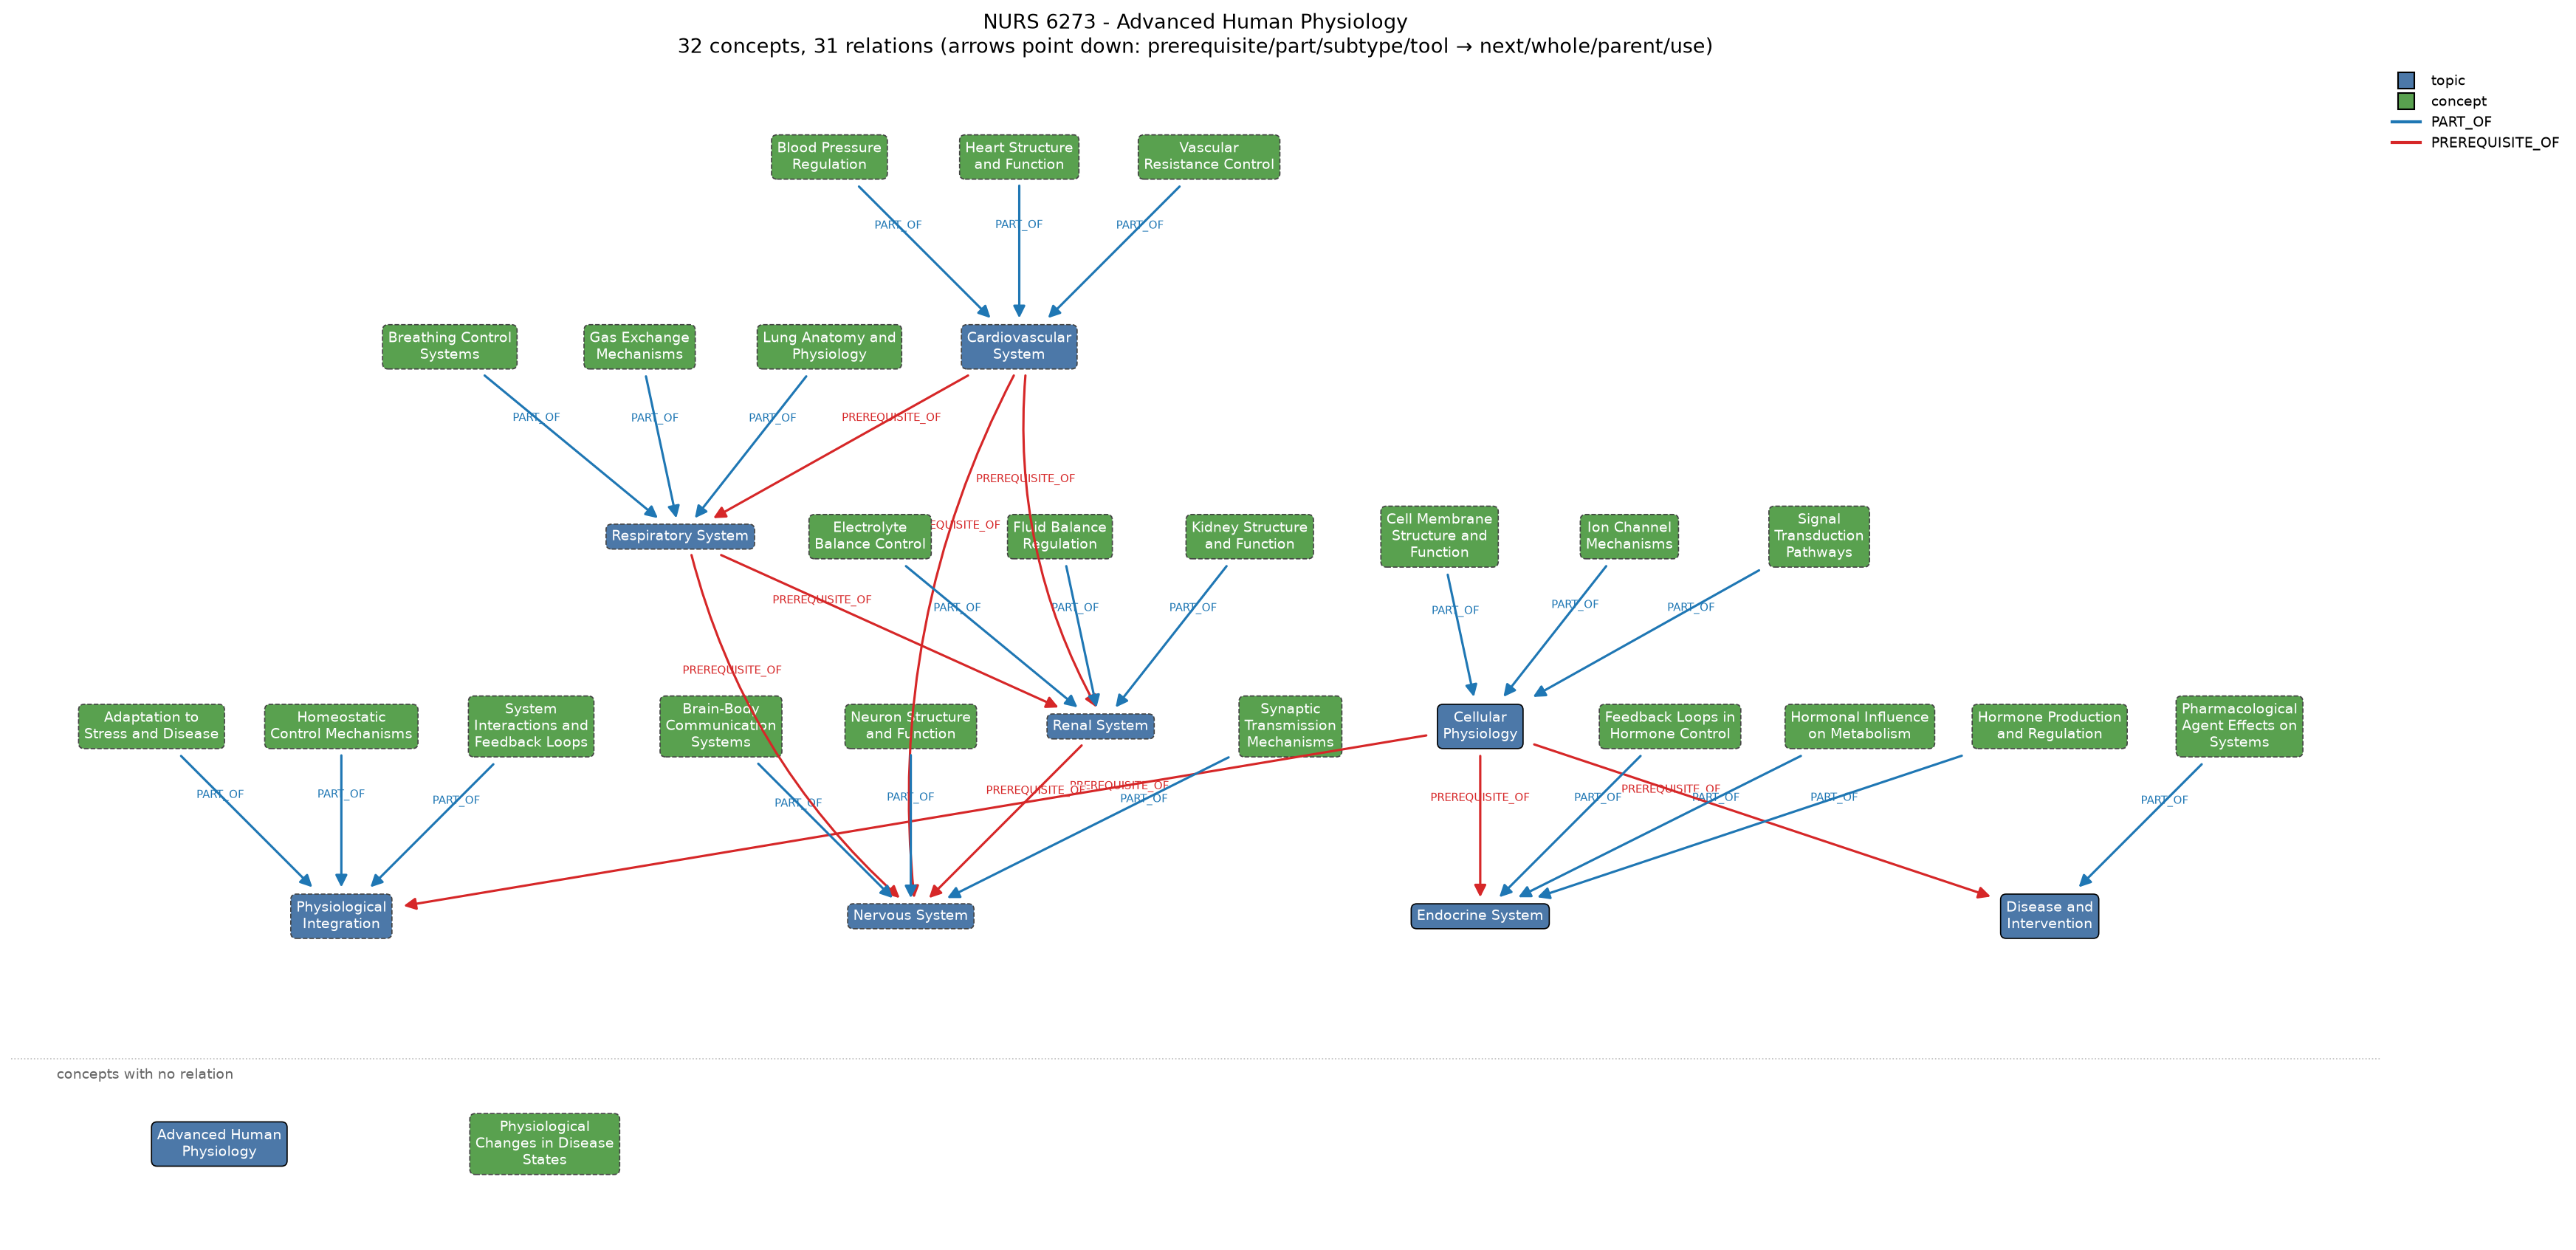 NURS 6273 - Advanced Human Physiology
32 concepts, 31 relations (arrows point down: prerequisite/part/subtype/tool → next/whole/parent/use)
topic
concept
PART_OF
PREREQUISITE_OF
Blood Pressure
Regulation
Heart Structure
and Function
Vascular
Resistance Control
PART_OF
PART_OF
PART_OF
Breathing Control
Systems
Gas Exchange
Mechanisms
Lung Anatomy and
Physiology
Cardiovascular
System
PART_OF
PART_OF
PART_OF
PREREQUISITE_OF
PREREQUISITE_OF
Respiratory System
Electrolyte
Balance Control
EQUISITE_OF
Fluid Balance
Regulation
Kidney Structure
and Function
Cell Membrane
Structure and
Function
Ion Channel
Mechanisms
Signal
Transduction
Pathways
PREREQUISITE_OF
PART_OF
PART_OF
PART_OF
PART_OF
PART_OF
PART_OF
PREREQUISITE_OF
Adaptation to
Stress and Disease
Homeostatic
Control Mechanisms
System
Interactions and
Feedback Loops
Brain-Body
Communication
Systems
Neuron Structure
and Function
Renal System
Synaptic
Transmission
Mechanisms
Cellular
Physiology
Feedback Loops in
Hormone Control
Hormonal Influence
on Metabolism
Hormone Production
and Regulation
Pharmacological
Agent Effects on
Systems
PART_OF
PART_OF
PART_OF
PART_OF
PART_OF
PREREQUISITE_OF
PREREQUISITE_OF
PART_OF
PREREQUISITE_OF
PART_OF
PREREQUISITE_OF
PART_OF
PART_OF
PART_OF
Physiological
Integration
Nervous System
Endocrine System
Disease and
Intervention
concepts with no relation
Advanced Human
Physiology
Physiological
Changes in Disease
States